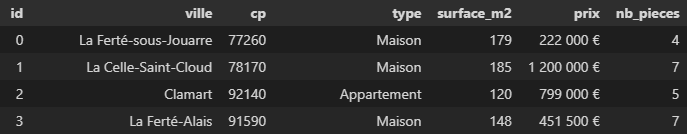 id ville cp type surface_m2 prix nb_pieces
0 La Ferté-sous-Jouarre 77260 Maison 179 222 000 € 4
1 La Celle-Saint-Cloud 78170 Maison 185 1 200 000 € 7
2 Clamart 92140 Appartement 120 799 000 € 5
3 La Ferté-Alais 91590 Maison 148 451 500 € 7